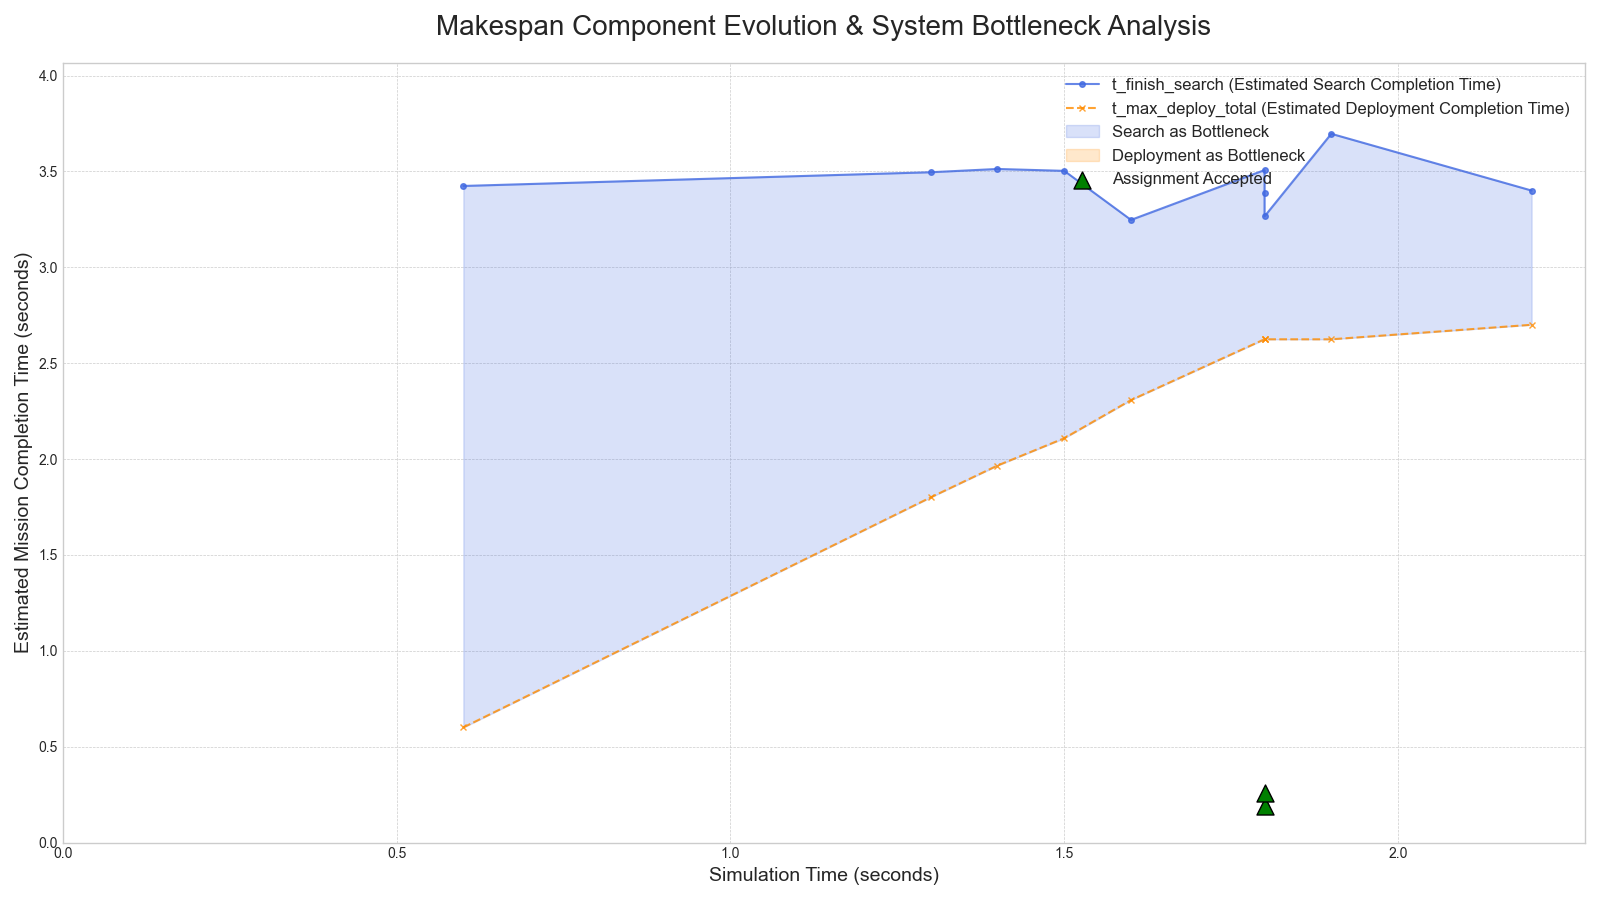 Makespan Component Evolution & System Bottleneck Analysis
t_finish_search (Estimated Search Completion Time)
t_max_deploy_total (Estimated Deployment Completion Time)
Search as Bottleneck
Deployment as Bottleneck
Assignment Accepted
Estimated Mission Completion Time (seconds)
4.0
3.5
3.0
2.5
2.0
1.5
1.0
0.5
0.0
0.0 0.5 1.0 1.5 2.0
Simulation Time (seconds)